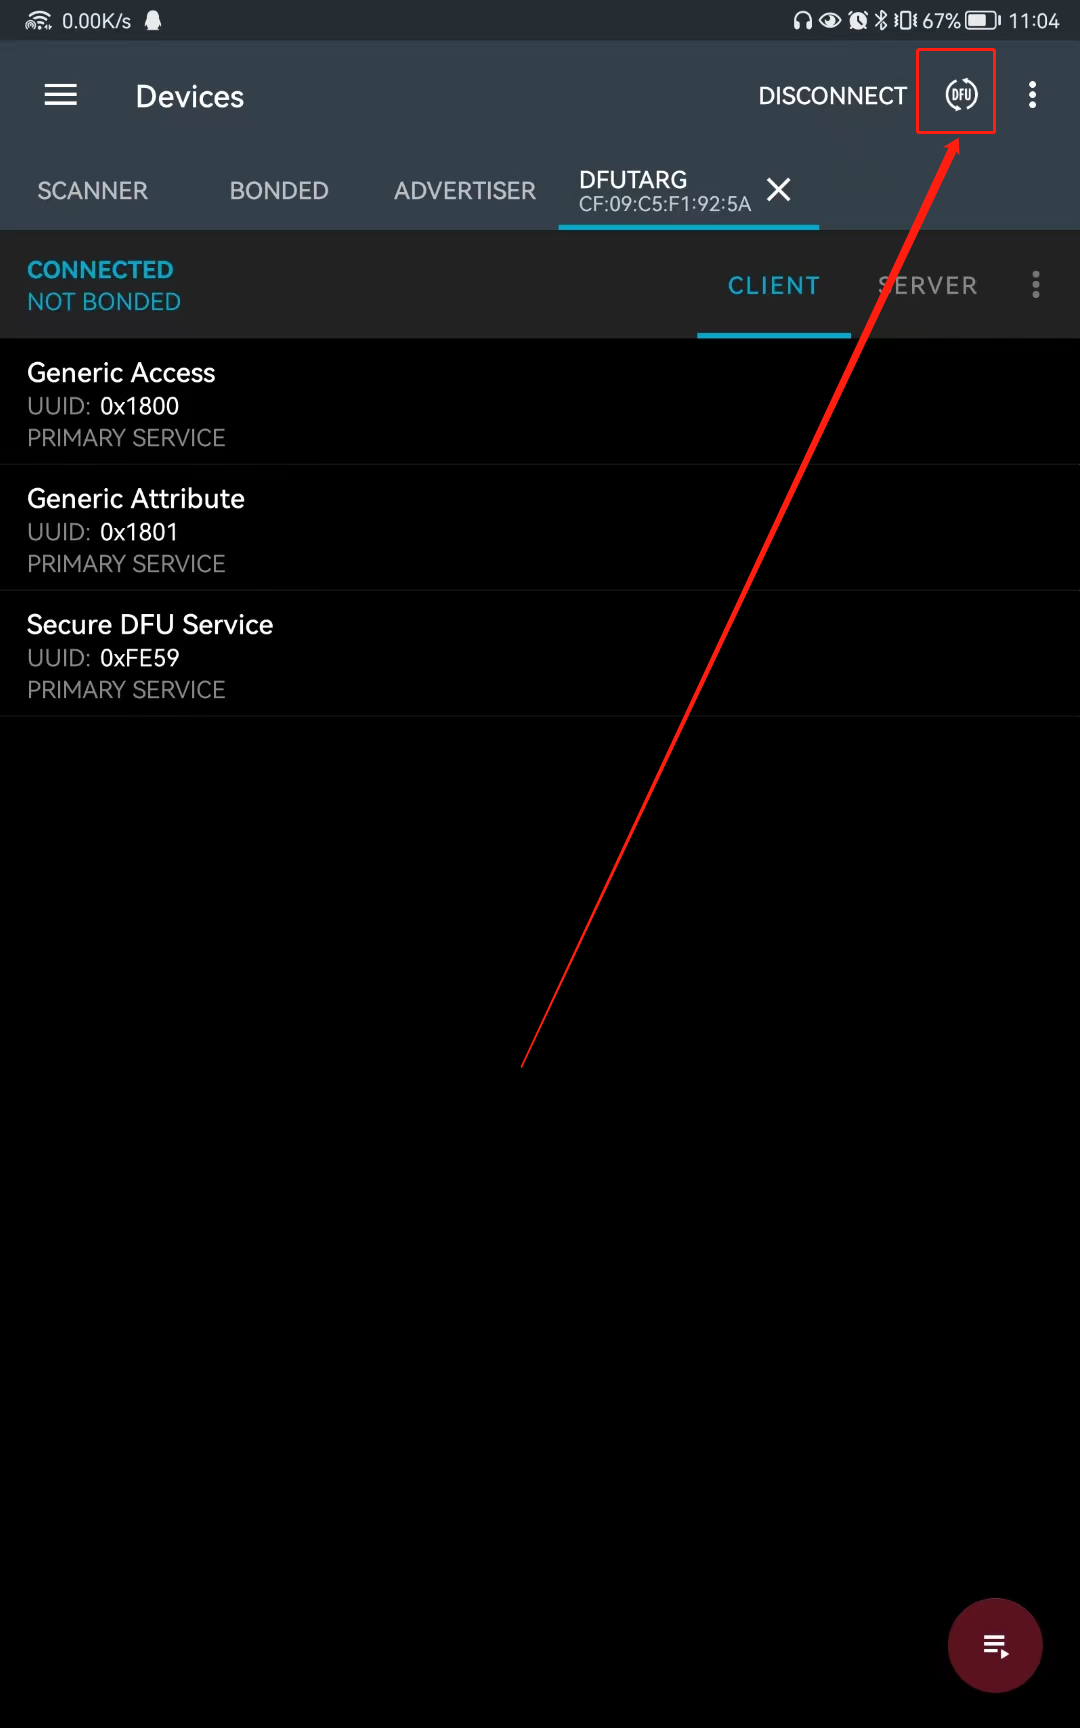 0.00K/s 67% 11:04
Devices DISCONNECT DFU
SCANNER BONDED ADVERTISER DFUTARG
CF:09:C5:F1:92:5A
CONNECTED
NOT BONDED
CLIENT SERVER
Generic Access
UUID: 0x1800
PRIMARY SERVICE
Generic Attribute
UUID: 0x1801
PRIMARY SERVICE
Secure DFU Service
UUID: 0xFE59
PRIMARY SERVICE